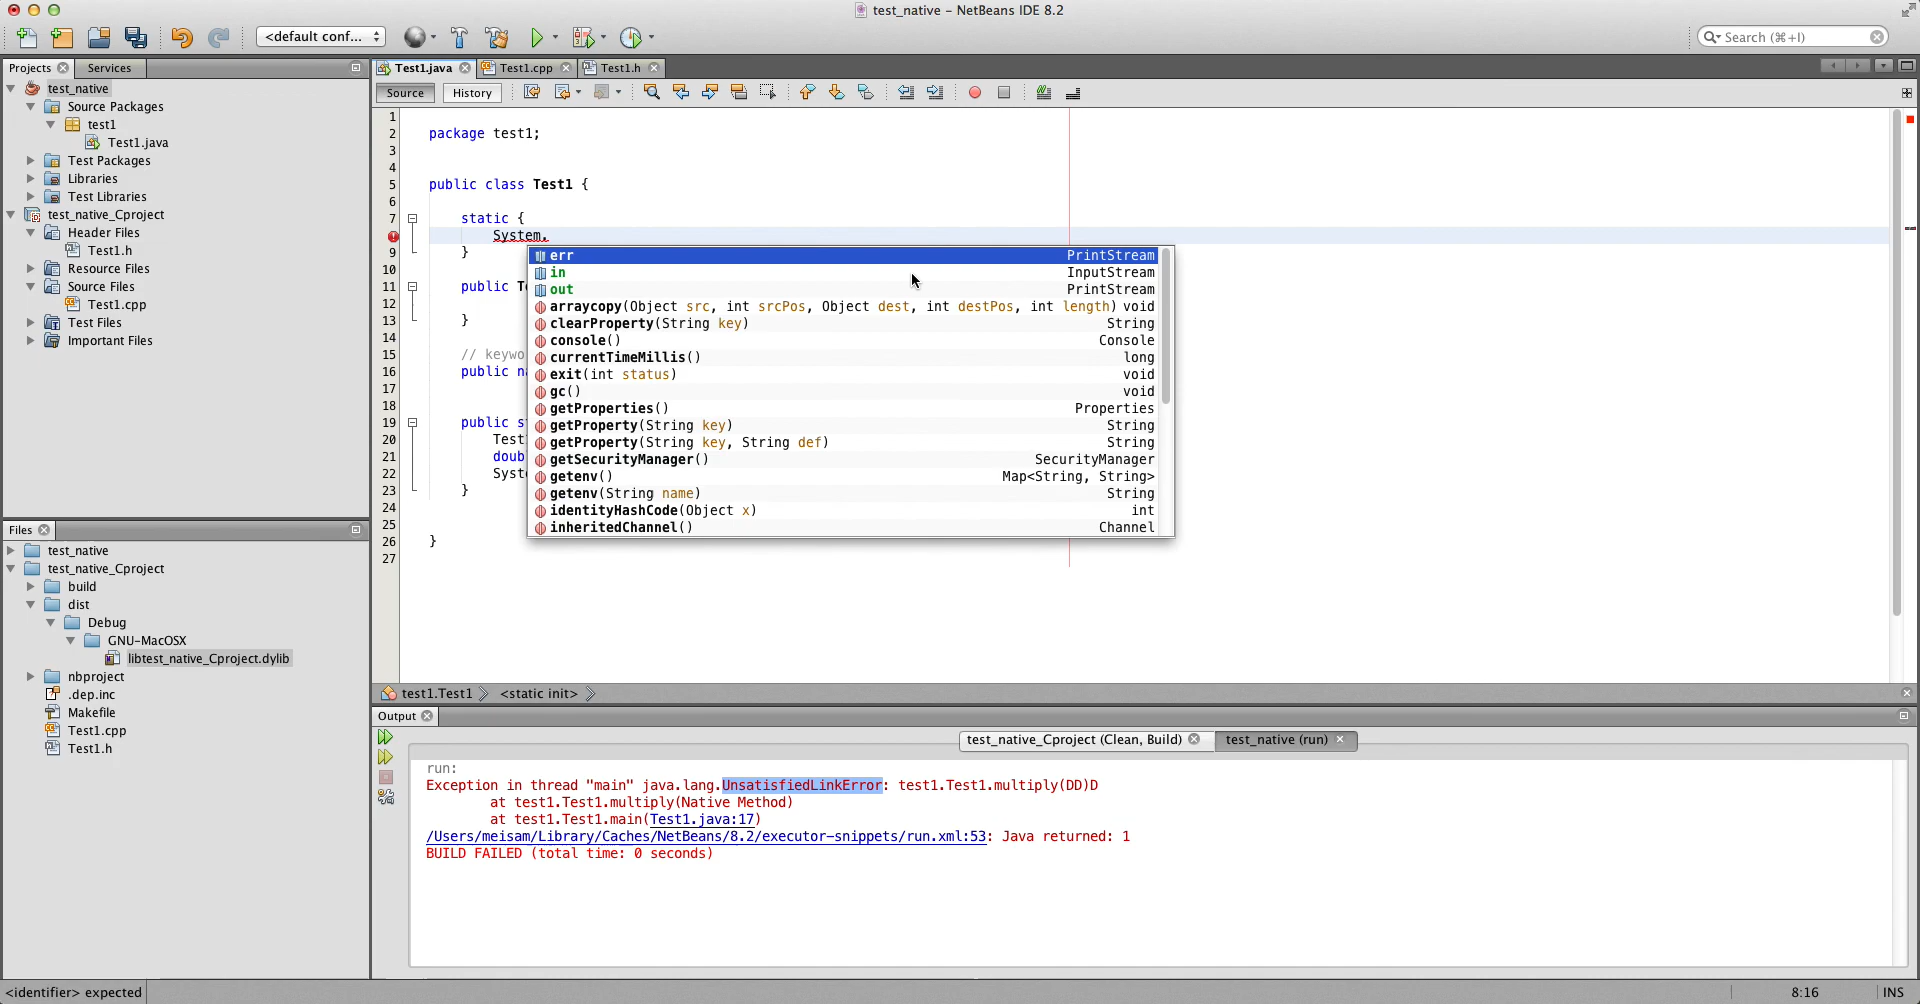 test_native – NetBeans IDE 8.2
<default conf...
Search (⌘+I)
Projects
Services
test_native
Source Packages
test1
Test1.java
Test Packages
Libraries
Test Libraries
test_native_Cproject
Header Files
Test1.h
Resource Files
Source Files
Test1.cpp
Test Files
Important Files
Files
test_native
test_native_Cproject
build
dist
Debug
GNU-MacOSX
libtest_native_Cproject.dylib
nbproject
.dep.inc
Makefile
Test1.cpp
Test1.h
Test1.java
Test1.cpp
Test1.h
Source
History
1
2 package test1;
3
4
5 public class Test1 {
6
7 static {
System.
9 }
10
11 public T
12
13 }
14
15 // keywo
16 public na
17
18
19 public s
20 Test
21 doub
22 Syst
23 }
24
25
26 }
27
err PrintStream
in InputStream
out PrintStream
arraycopy(Object src, int srcPos, Object dest, int destPos, int length) void
clearProperty(String key) String
console() Console
currentTimeMillis() long
exit(int status) void
gc() void
getProperties() Properties
getProperty(String key) String
getProperty(String key, String def) String
getSecurityManager() SecurityManager
getenv() Map<String, String>
getenv(String name) String
identityHashCode(Object x) int
inheritedChannel() Channel
test1.Test1
<static init>
Output
test_native_Cproject (Clean, Build)
test_native (run)
run:
Exception in thread "main" java.lang.UnsatisfiedLinkError: test1.Test1.multiply(DD)D
at test1.Test1.multiply(Native Method)
at test1.Test1.main(Test1.java:17)
/Users/meisam/Library/Caches/NetBeans/8.2/executor-snippets/run.xml:53: Java returned: 1
BUILD FAILED (total time: 0 seconds)
<identifier> expected
8:16
INS